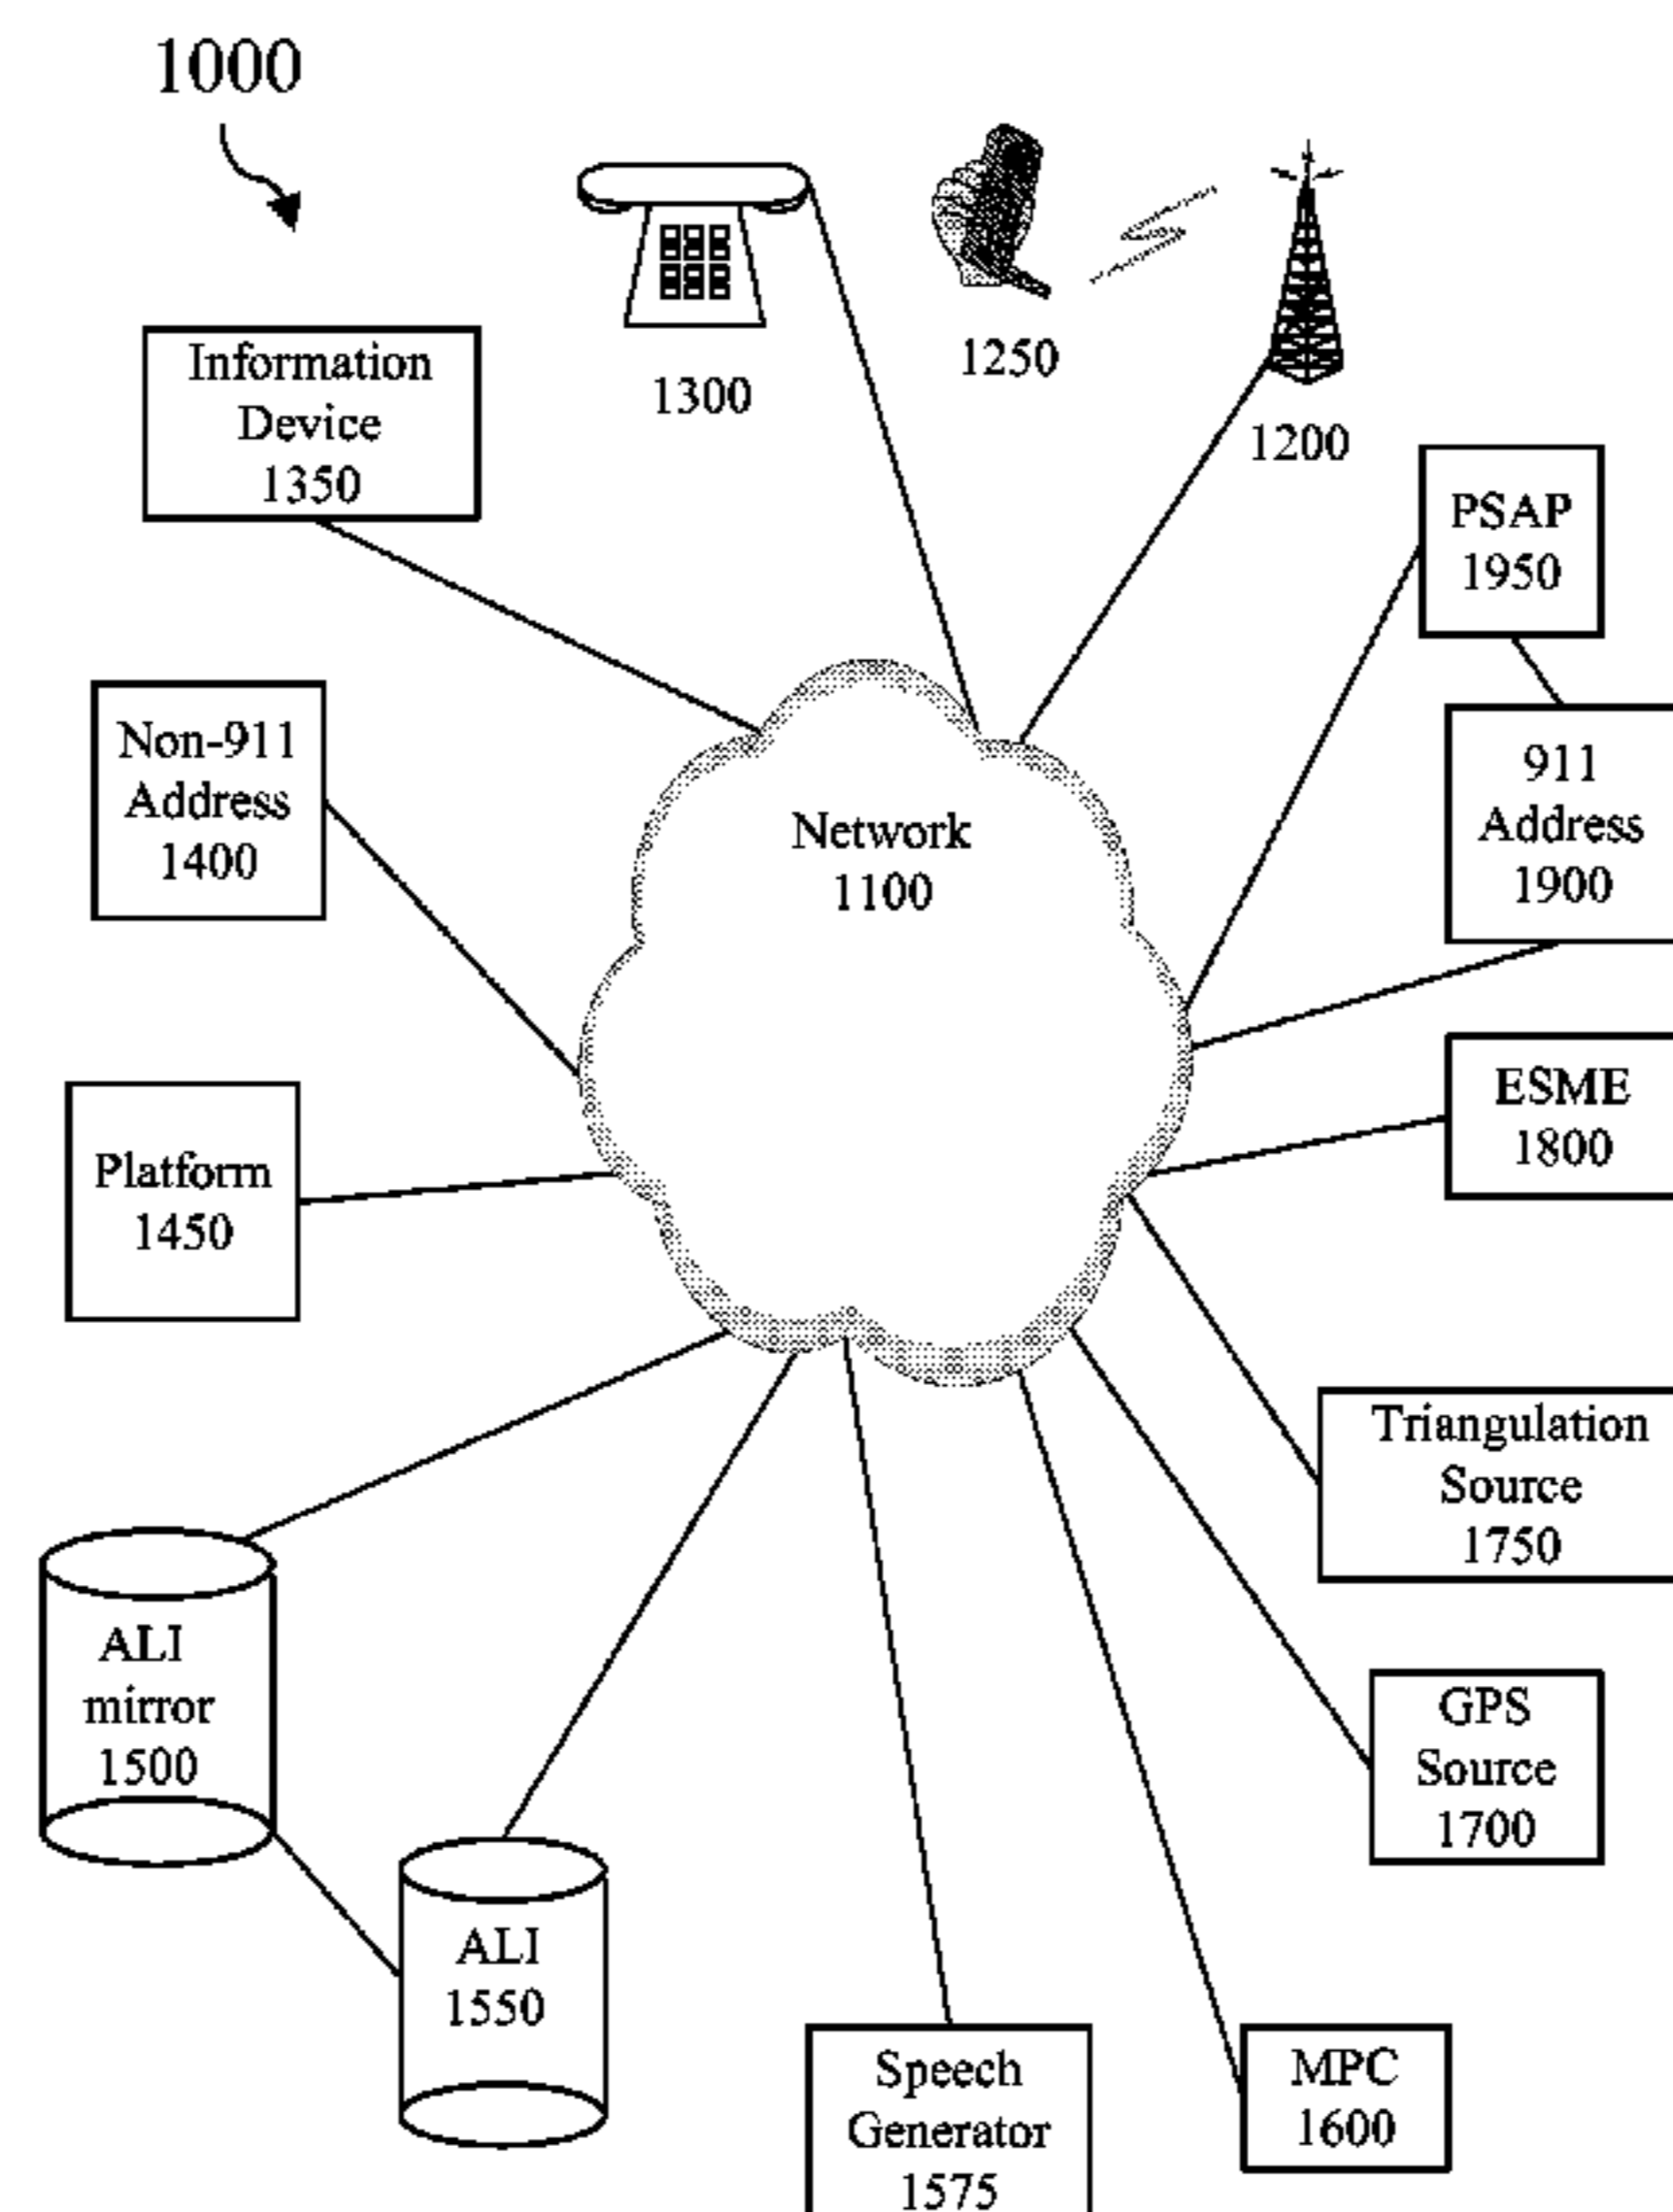 1000
1300
1250
1200
Information
Device
1350
PSAP
1950
Non-911
Address
1400
Network
1100
911
Address
1900
Platform
1450
ESME
1800
Triangulation
Source
1750
ALI
mirror
1500
GPS
Source
1700
ALI
1550
Speech
Generator
1575
MPC
1600